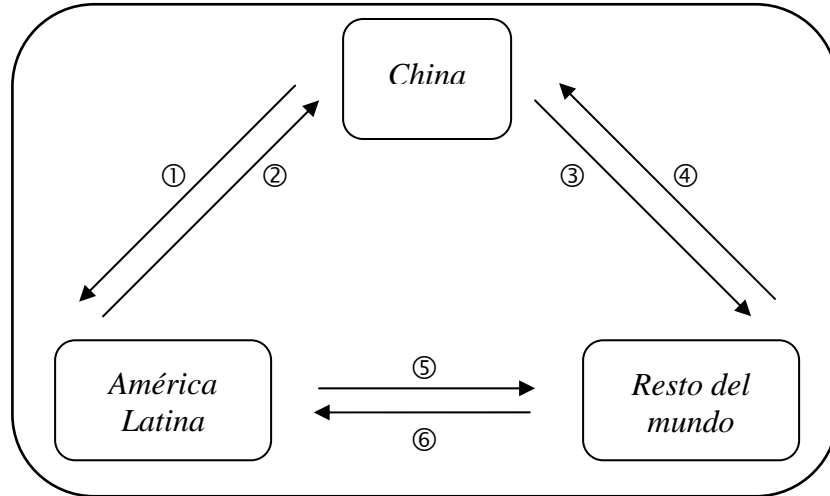 China
① ②
③ ④
América
Latina
⑤
⑥
Resto del
mundo